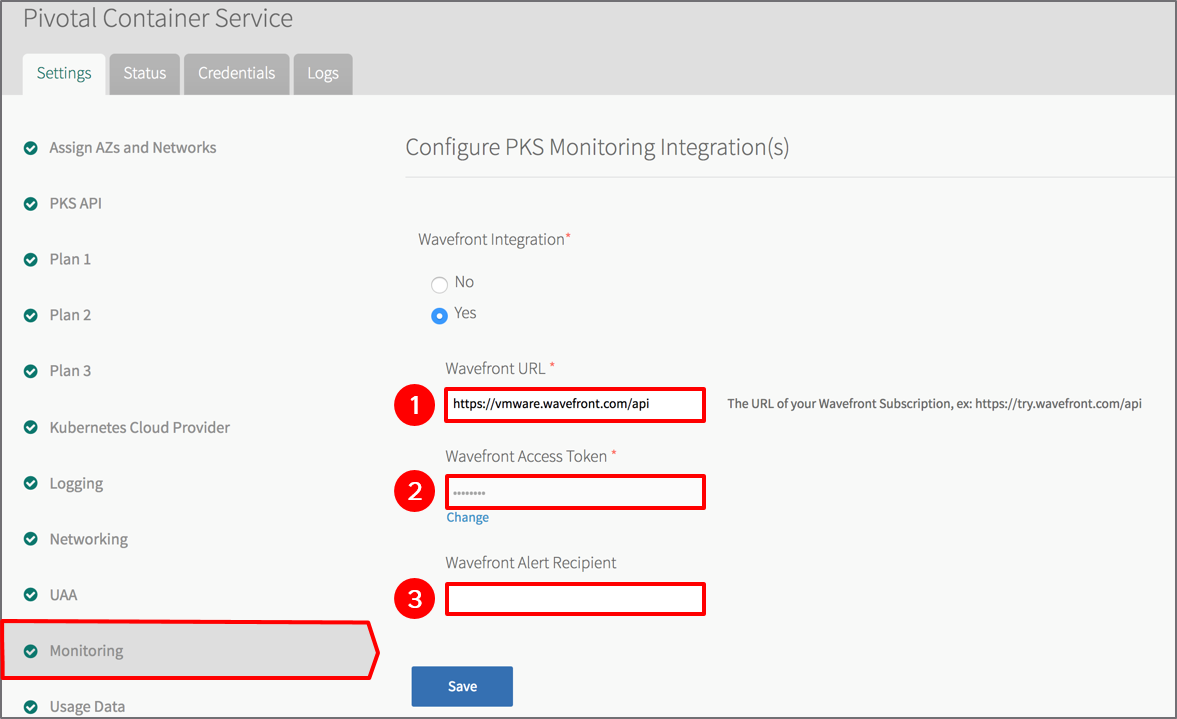 Pivotal Container Service
Settings
Status
Credentials
Logs
Assign AZs and Networks
PKS API
Plan 1
Plan 2
Plan 3
Kubernetes Cloud Provider
Logging
Networking
UAA
Monitoring
Usage Data
Configure PKS Monitoring Integration(s)
Wavefront Integration*
No
Yes
Wavefront URL *
1
https://vmware.wavefront.com/api
The URL of your Wavefront Subscription, ex: https://try.wavefront.com/api
Wavefront Access Token *
2
••••••••
Change
Wavefront Alert Recipient
3
Save